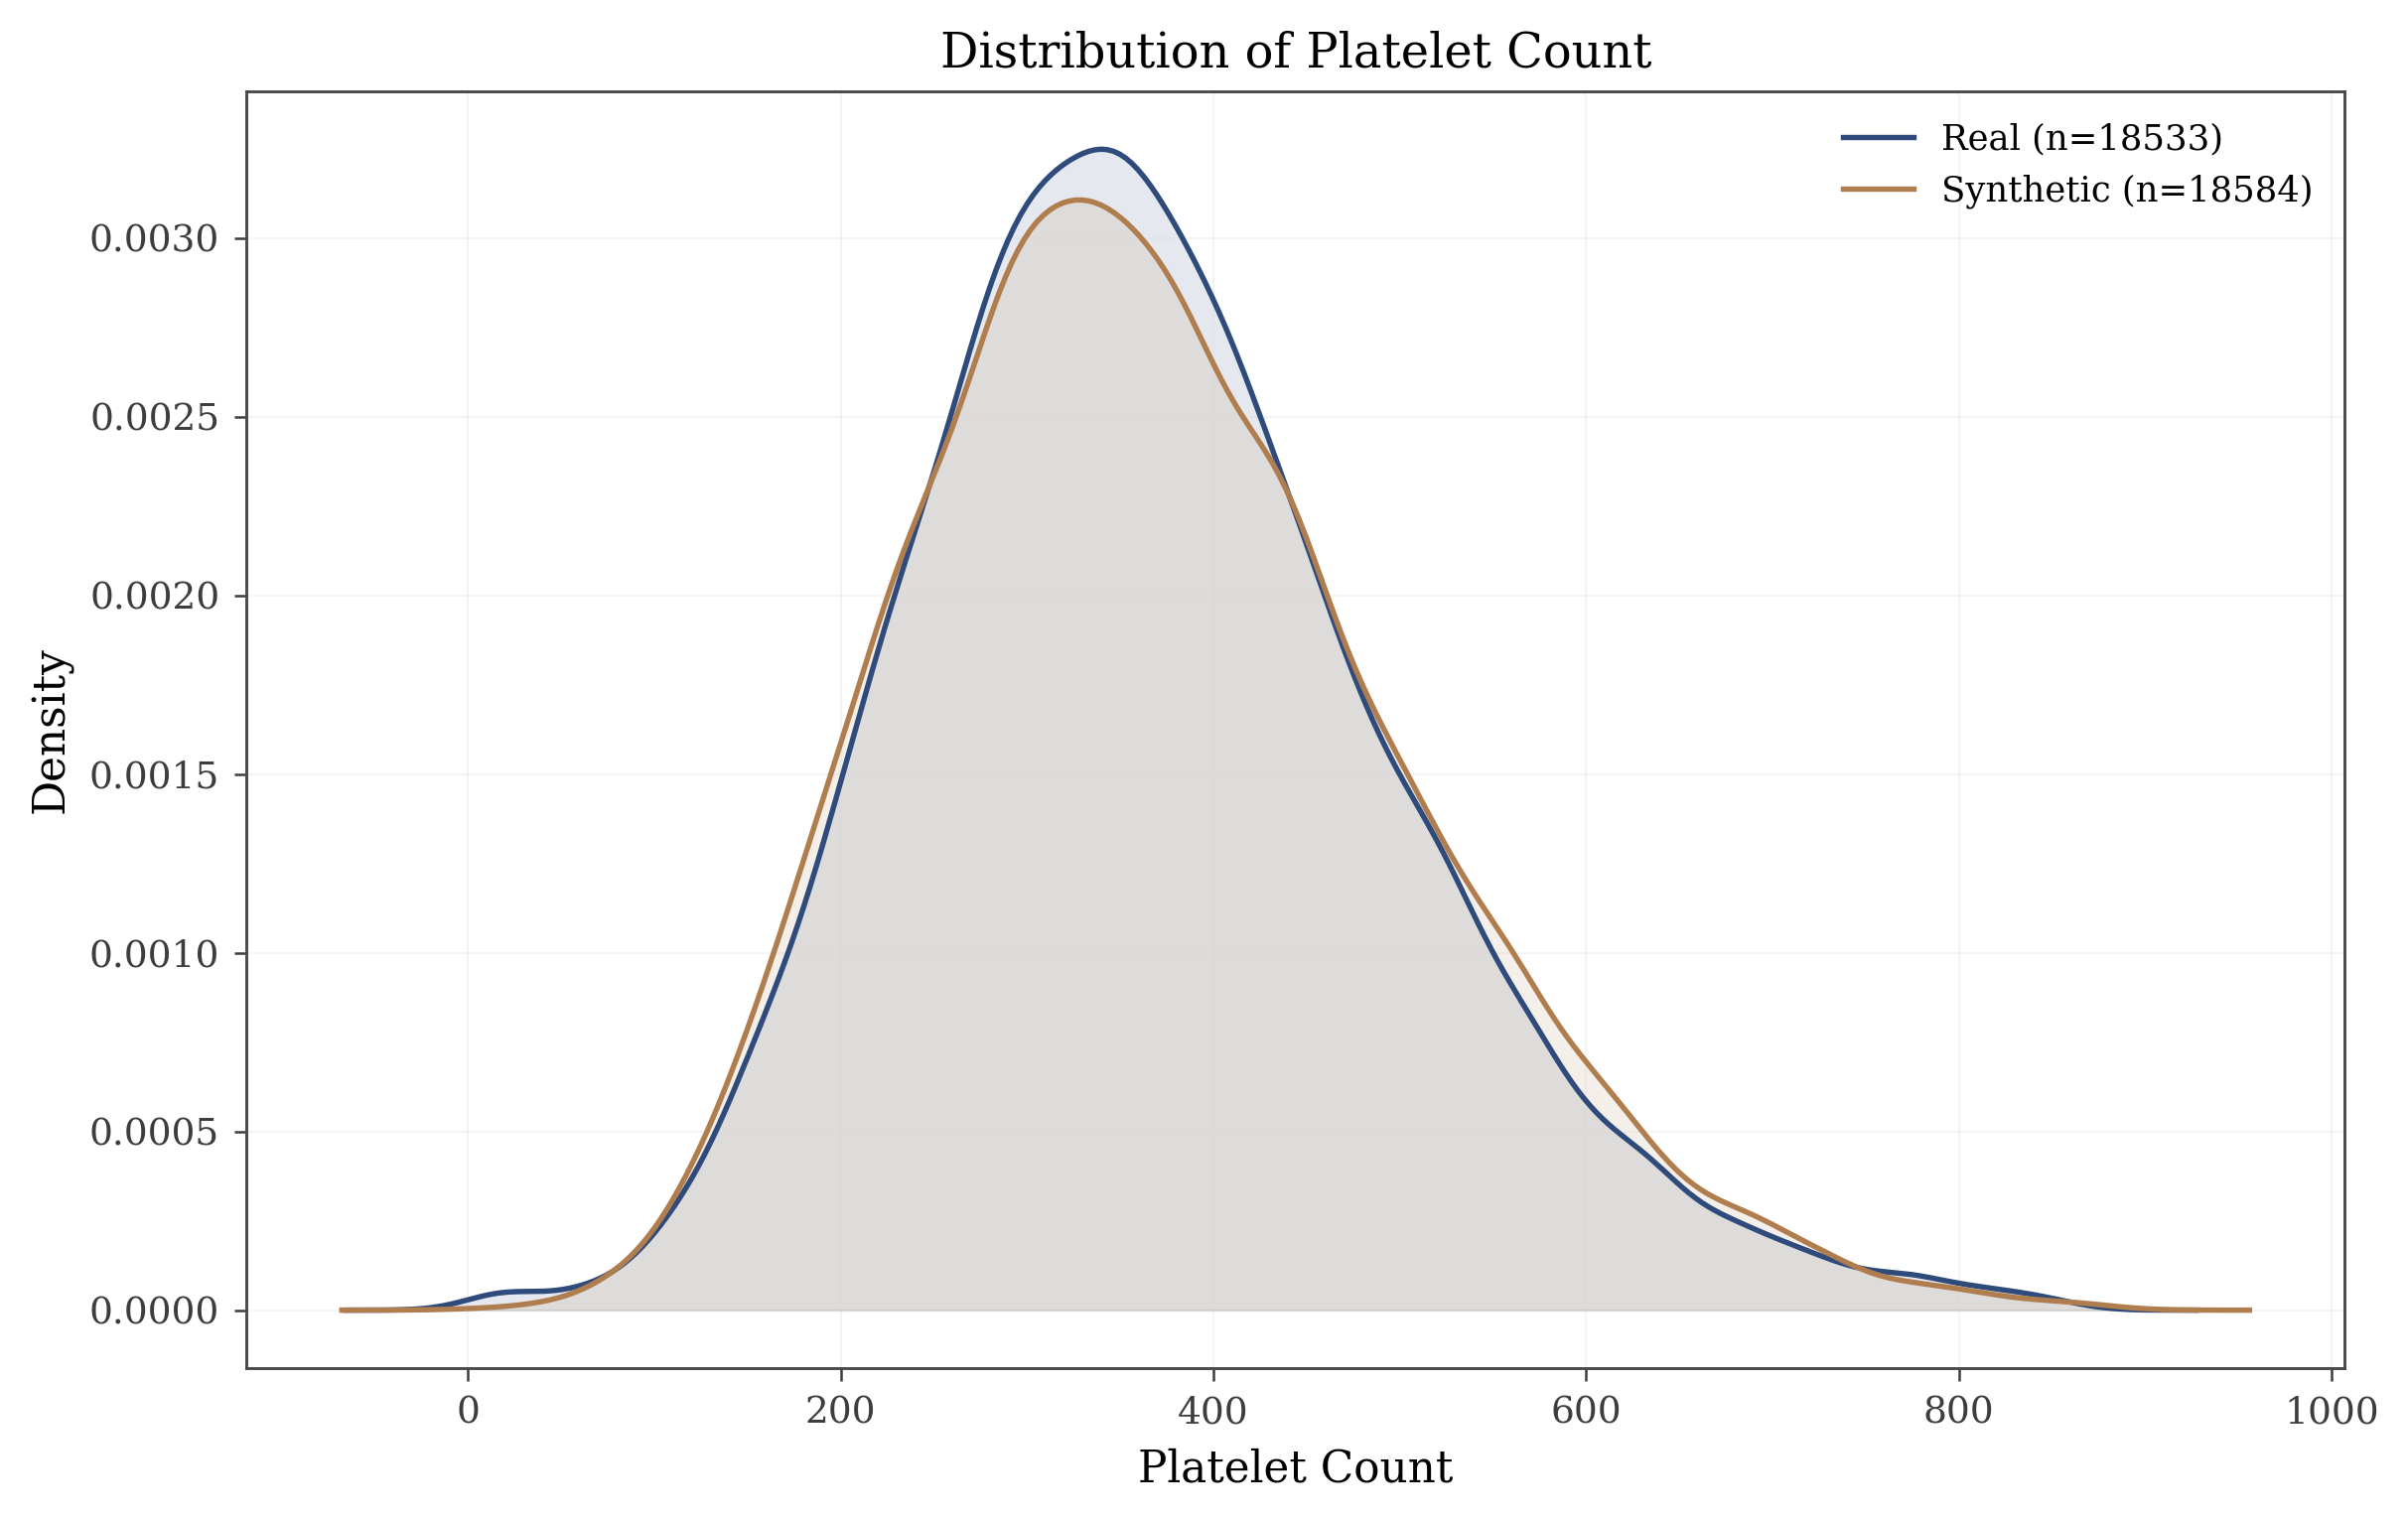 Distribution of Platelet Count
Real (n=18533)
Synthetic (n=18584)
Density
0.0030
0.0025
0.0020
0.0015
0.0010
0.0005
0.0000
0 200 400 600 800 1000
Platelet Count